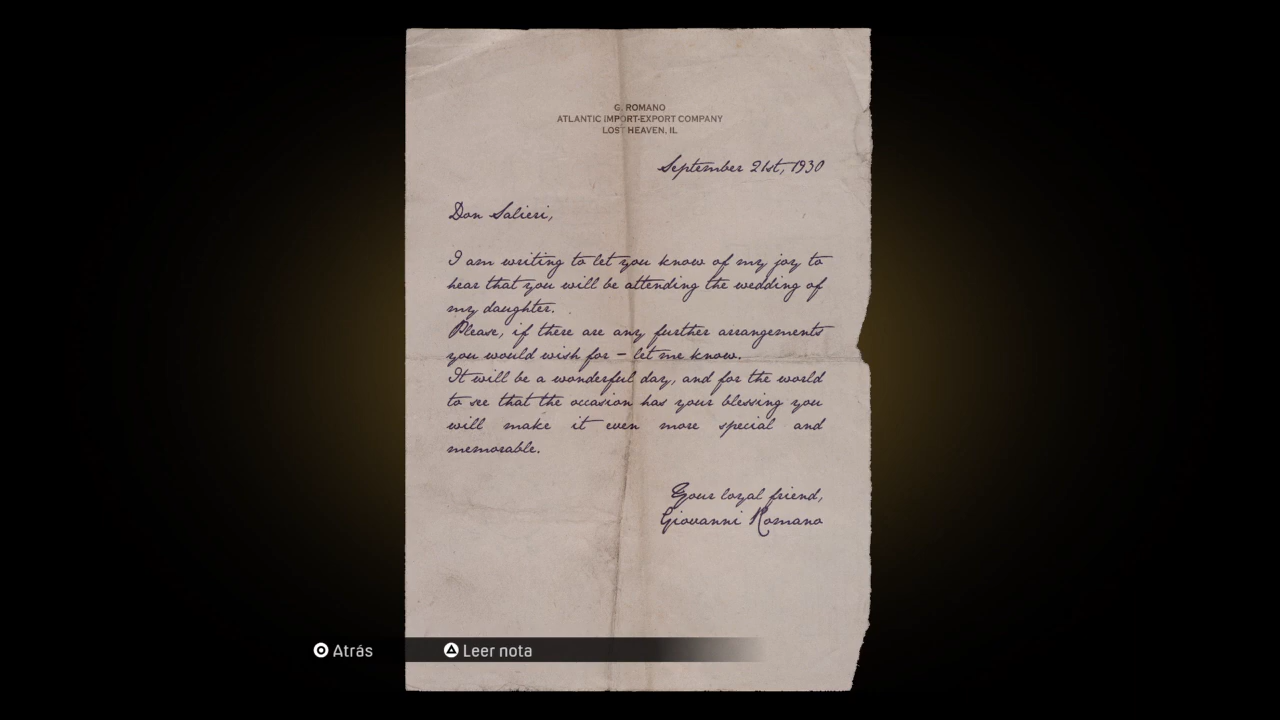 G. ROMANO
ATLANTIC IMPORT-EXPORT COMPANY
LOST HEAVEN, IL
September 21st, 1930
Don Salieri,
I am writing to let you know of my joy to
hear that you will be attending the wedding of
my daughter.
Please, if there are any further arrangements
you would wish for – let me know.
It will be a wonderful day, and for the world
to see that the occasion has your blessing you
will make it even more special and
memorable.
Your loyal friend,
Giovanni Romano
Atrás
Leer nota